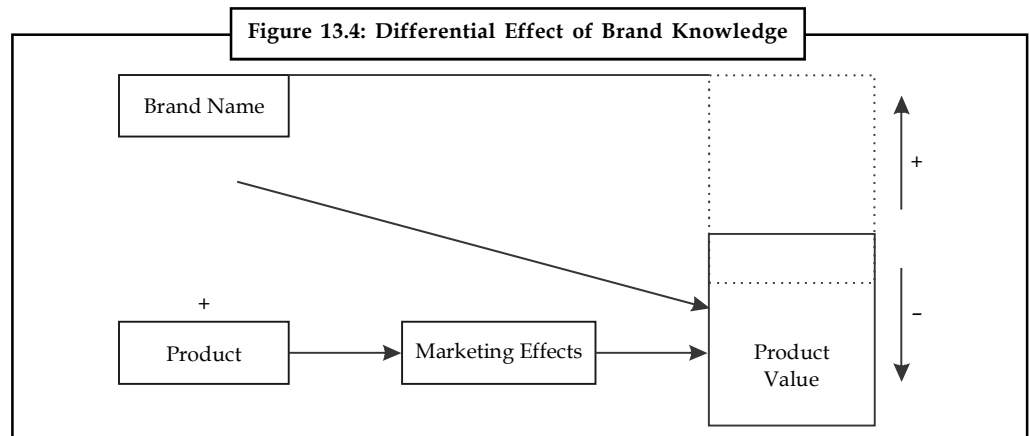 Figure 13.4: Differential Effect of Brand Knowledge
Brand Name
+
+
Product
Marketing Effects
Product
Value
–